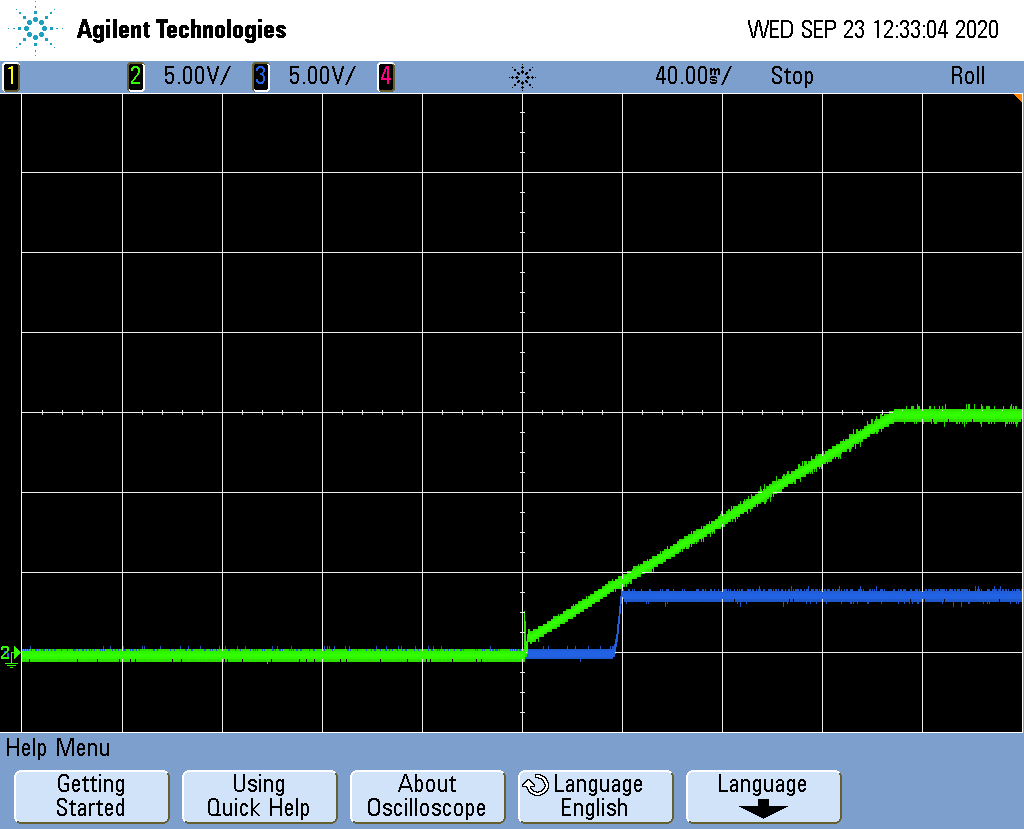 Agilent Technologies WED SEP 23 12:33:04 2020
1 2 5.00V/ 3 5.00V/ 4 40.00ms/ Stop Roll
2
Help Menu
Getting Started
Using Quick Help
About Oscilloscope
Language English
Language